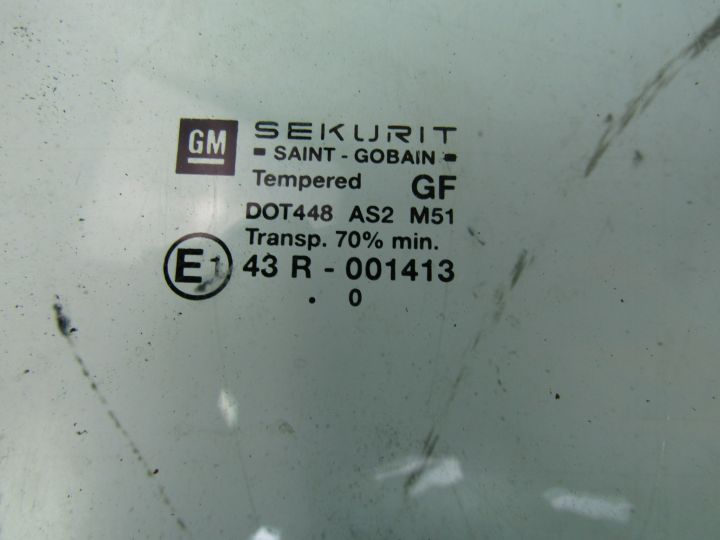 GM
SEKURIT
SAINT - GOBAIN
Tempered GF
DOT448 AS2 M51
Transp. 70% min.
E1 43 R - 001413
. 0